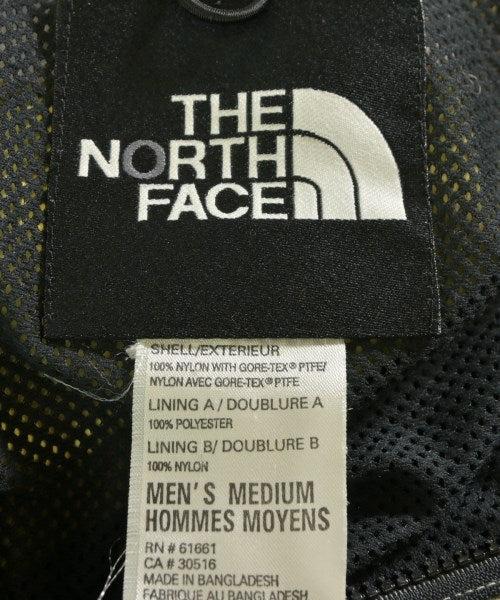 THE
NORTH
FACE
SHELL/EXTERIEUR
100% NYLON WITH GORE-TEX® PTFE/
NYLON AVEC GORE-TEX® PTFE
LINING A / DOUBLURE A
100% POLYESTER
LINING B/ DOUBLURE B
100% NYLON
MEN'S MEDIUM
HOMMES MOYENS
RN # 61661
CA # 30516
MADE IN BANGLADESH
FABRIQUE AU BANGLADESH